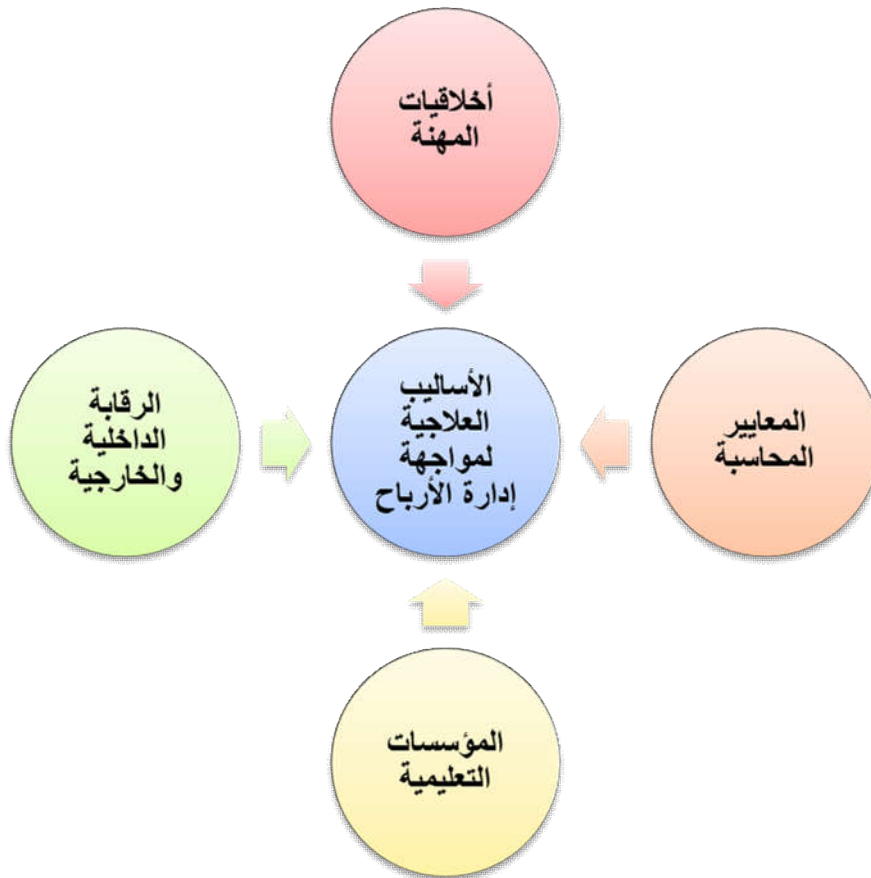 أخلاقيات
المهنة
المعايير
المحاسبة
الأساليب
العلاجية
لمواجهة
إدارة الأرباح
الرقابة
الداخلية
والخارجية
المؤسسات
التعليمية